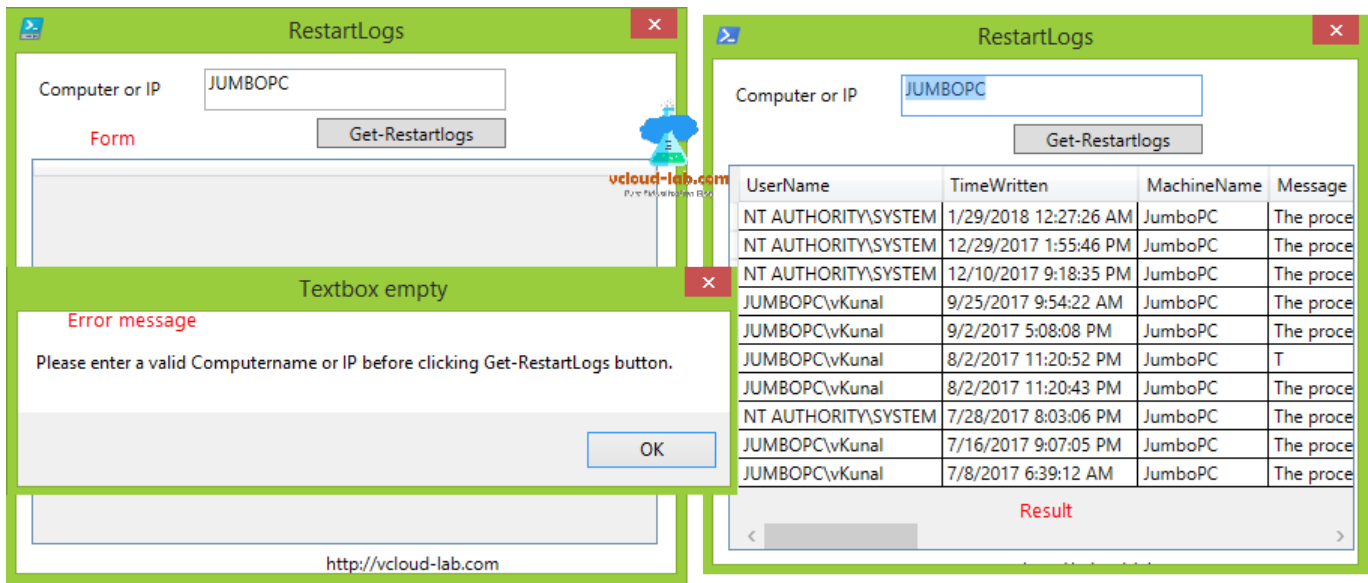 RestartLogs
Computer or IP
JUMBOPC
Form
Get-Restartlogs
vcloud-lab.com
Textbox empty
Error message
Please enter a valid Computername or IP before clicking Get-RestartLogs button.
OK
http://vcloud-lab.com
RestartLogs
Computer or IP
JUMBOPC
Get-Restartlogs
UserName TimeWritten MachineName Message
NT AUTHORITY\SYSTEM 1/29/2018 12:27:26 AM JumboPC The proce
NT AUTHORITY\SYSTEM 12/29/2017 1:55:46 PM JumboPC The proce
NT AUTHORITY\SYSTEM 12/10/2017 9:18:35 PM JumboPC The proce
JUMBOPC\vKunal 9/25/2017 9:54:22 AM JumboPC The proce
JUMBOPC\vKunal 9/2/2017 5:08:08 PM JumboPC The proce
JUMBOPC\vKunal 8/2/2017 11:20:52 PM JumboPC T
JUMBOPC\vKunal 8/2/2017 11:20:43 PM JumboPC The proce
NT AUTHORITY\SYSTEM 7/28/2017 8:03:06 PM JumboPC The proce
JUMBOPC\vKunal 7/16/2017 9:07:05 PM JumboPC The proce
JUMBOPC\vKunal 7/8/2017 6:39:12 AM JumboPC The proce
Result